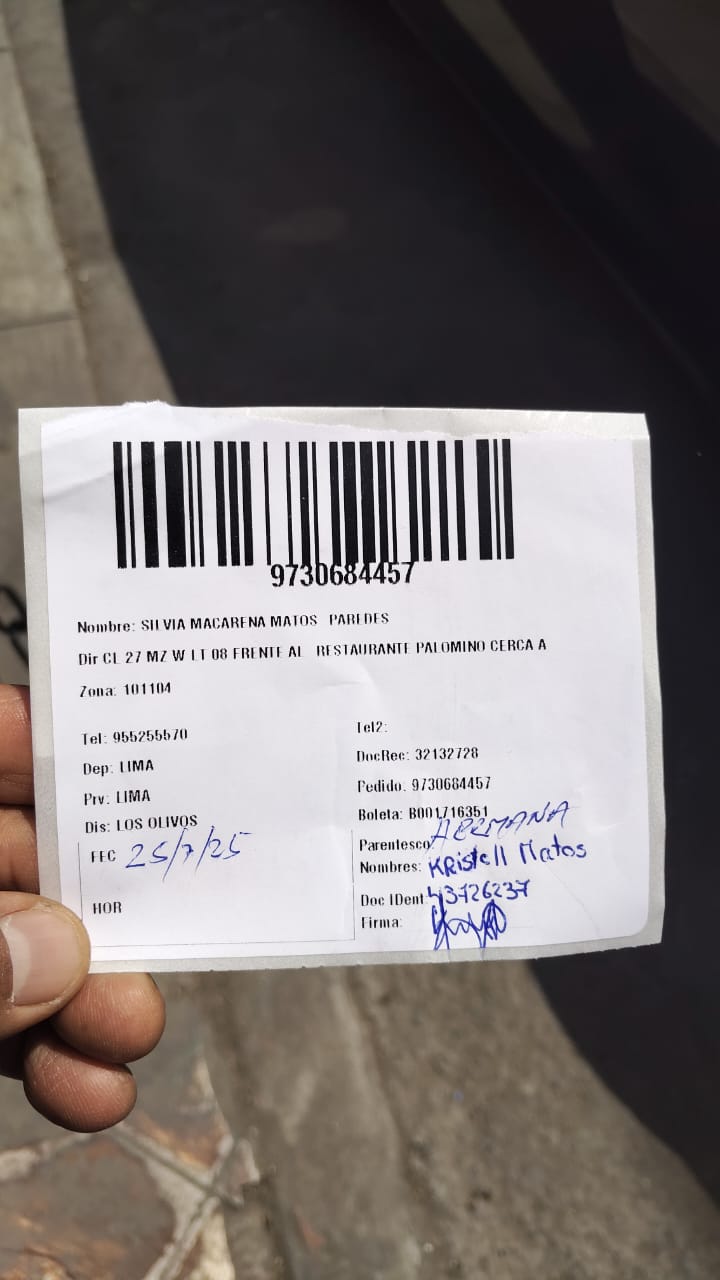 9730684457
Nombre: SILVIA MACARENA MATOS PAREDES
Dir CL 27 MZ W LT 08 FRENTE AL RESTAURANTE PALOMINO CERCA A
Zona: 101104
Tel: 955255570
Dep: LIMA
Prv: LIMA
Dis: LOS OLIVOS
FEC 25/7/25
HOR
Tel2:
DocRec: 32132728
Pedido: 9730684457
Boleta: B001716351
Parentesco HERMANA
Nombres: KRistell Matos
Doc IDent: 43726237
Firma: